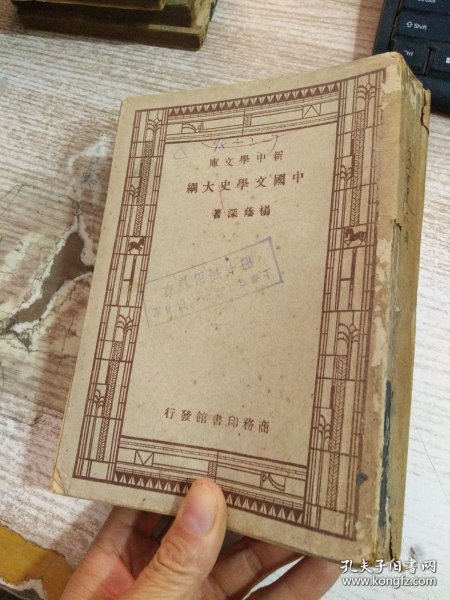 新中學文庫
中國文學史大綱
楊蔭深著
商務印書館發行
Shift
孔夫子旧书网
www.kongfz.com